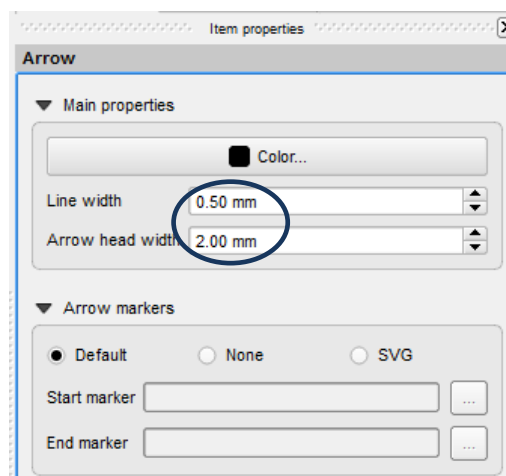 Item properties
Arrow
Main properties
Color...
Line width 0.50 mm
Arrow head width 2.00 mm
Arrow markers
Default None SVG
Start marker ...
End marker ...